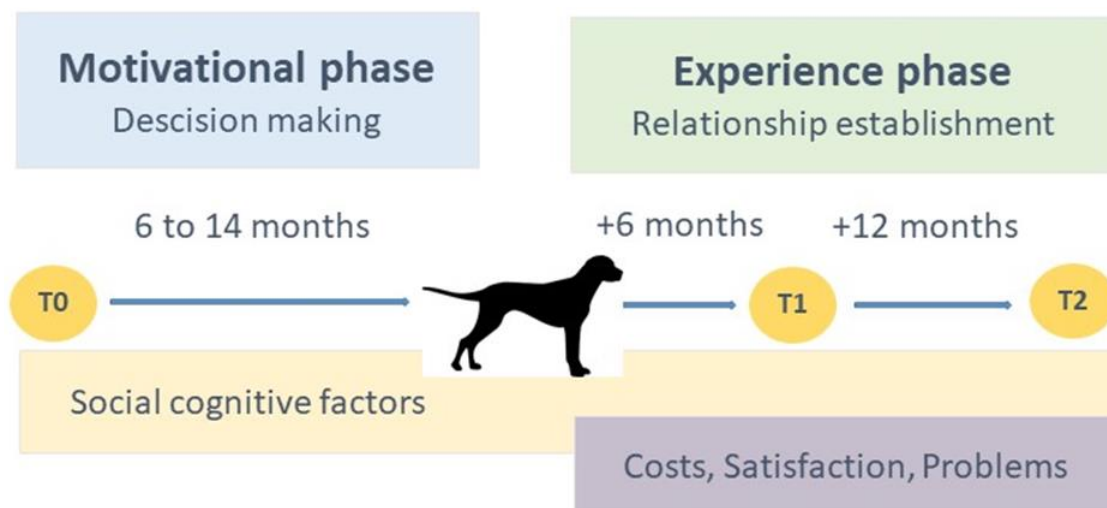 Motivational phase
Descision making
Experience phase
Relationship establishment
6 to 14 months
+6 months
+12 months
T0
T1
T2
Social cognitive factors
Costs, Satisfaction, Problems